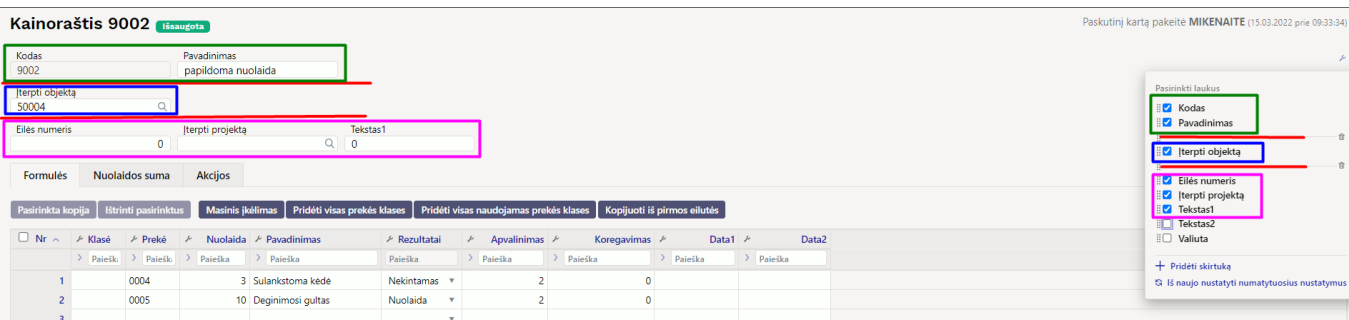 Kainoraštis 9002 Išsaugota
Paskutinį kartą pakeitė MIKENAITE (15.03.2022 prie 09:33:34)
Kodas Pavadinimas
9002 papildoma nuolaida
Įterpti objektą
50004
Eilės numeris Įterpti projektą Tekstas1
0 0
Pasirinkti laukus
Kodas
Pavadinimas
Įterpti objektą
Eilės numeris
Įterpti projektą
Tekstas1
Tekstas2
Valiuta
Pridėti skirtuką
Iš naujo nustatyti numatytuosius nustatymus
Formulės Nuolaidos suma Akcijos
Pasirinkta kopija Ištrinti pasirinktus Masinis įkėlimas Pridėti visas prekės klases Pridėti visas naudojamas prekės klases Kopijuoti iš pirmos eilutės
Nr Klasė Prekė Nuolaida Pavadinimas Rezultatai Apvalinimas Koregavimas Data1 Data2
Paiešk Paiešk Paieška Paieška Paieška Paieška Paieška Paieška Paieška
1 0004 3 Sulankstoma kėdė Nekintamas 2 0
2 0005 10 Deginimosi gultas Nuolaida 2 0
3